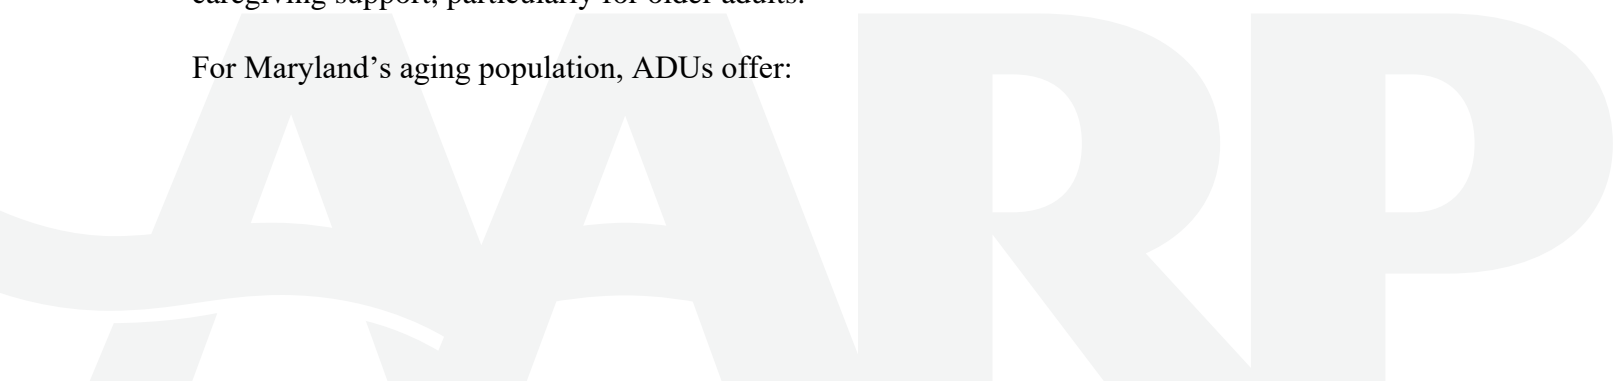 caregiving support, particularly for older adults.
For Maryland’s aging population, ADUs offer:
AARP